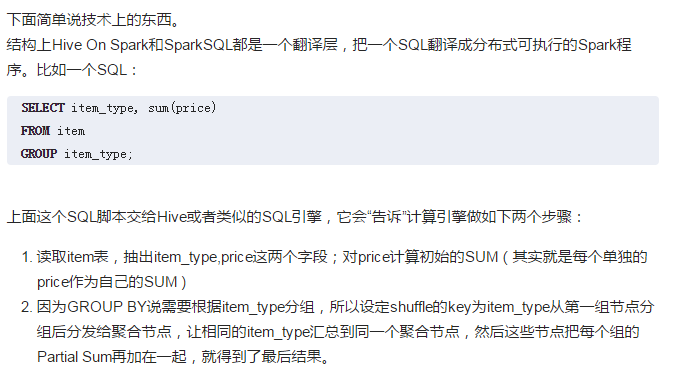 下面简单说技术上的东西。
结构上Hive On Spark和SparkSQL都是一个翻译层，把一个SQL翻译成分布式可执行的Spark程
序。比如一个SQL：
SELECT item_type, sum(price)
FROM item
GROUP item_type;
上面这个SQL脚本交给Hive或者类似的SQL引擎，它会“告诉”计算引擎做如下两个步骤：
1. 读取item表，抽出item_type,price这两个字段；对price计算初始的SUM（其实就是每个单独的
price作为自己的SUM）
2. 因为GROUP BY说需要根据item_type分组，所以设定shuffle的key为item_type从第一组节点分
组后分发给聚合节点，让相同的item_type汇总到同一个聚合节点，然后这些节点把每个组的
Partial Sum再加在一起，就得到了最后结果。